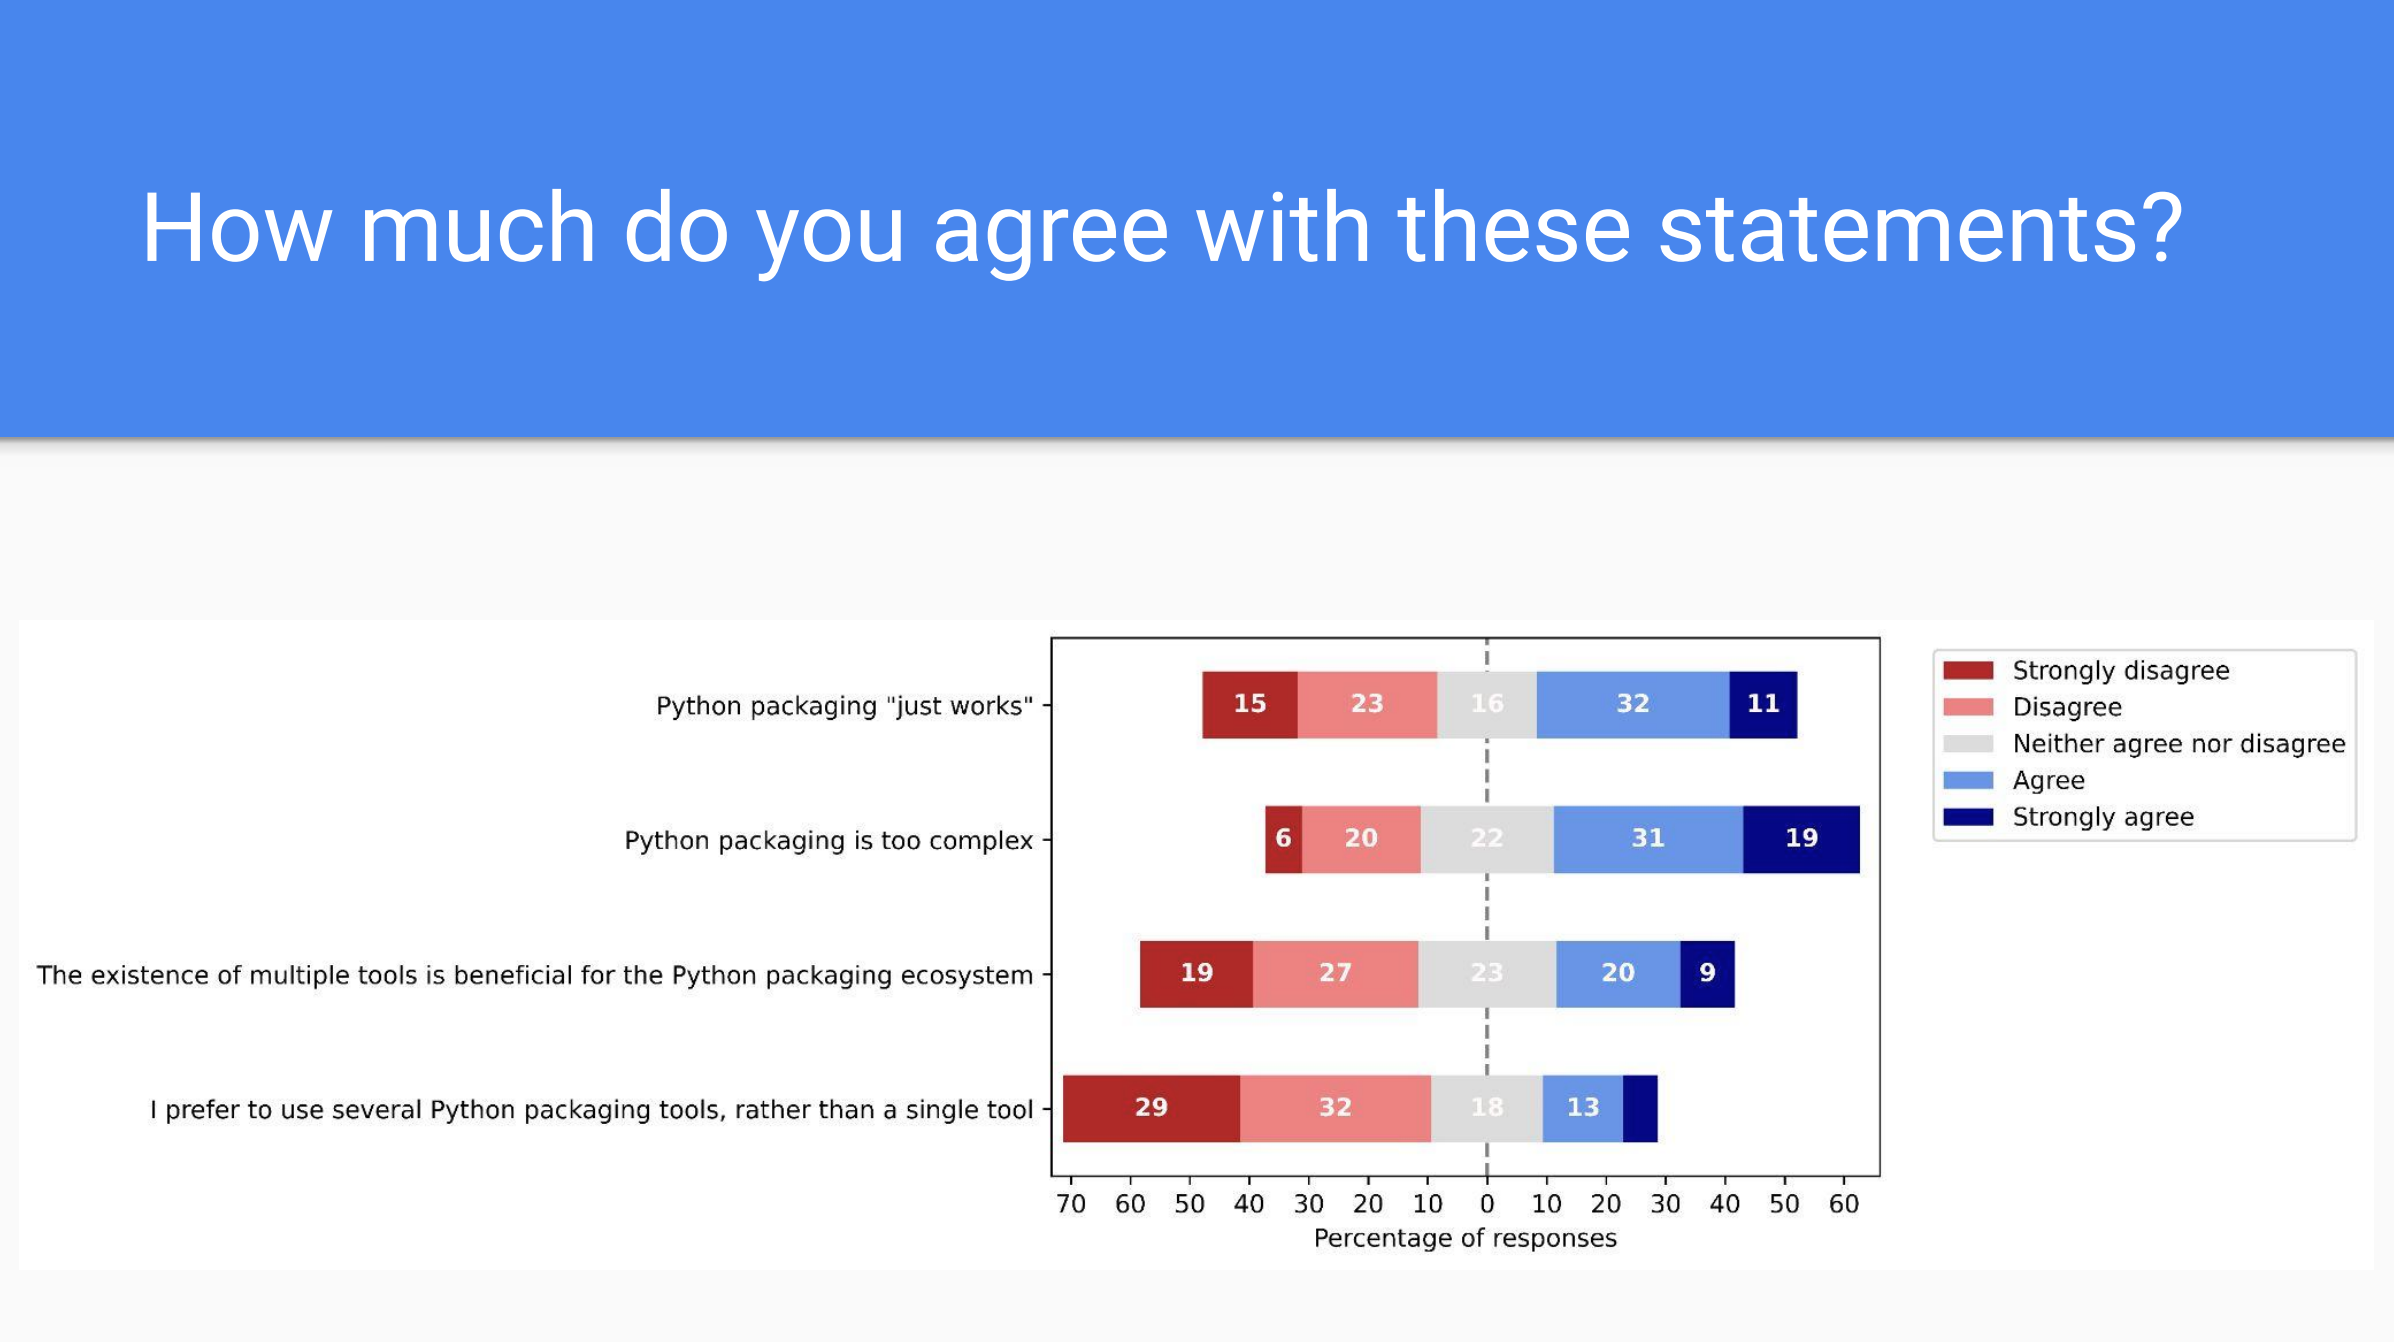 How much do you agree with these statements?
Python packaging "just works"
15 23 16 32 11
Python packaging is too complex
6 20 22 31 19
The existence of multiple tools is beneficial for the Python packaging ecosystem
19 27 23 20 9
I prefer to use several Python packaging tools, rather than a single tool
29 32 18 13
70 60 50 40 30 20 10 0 10 20 30 40 50 60
Percentage of responses
Strongly disagree
Disagree
Neither agree nor disagree
Agree
Strongly agree